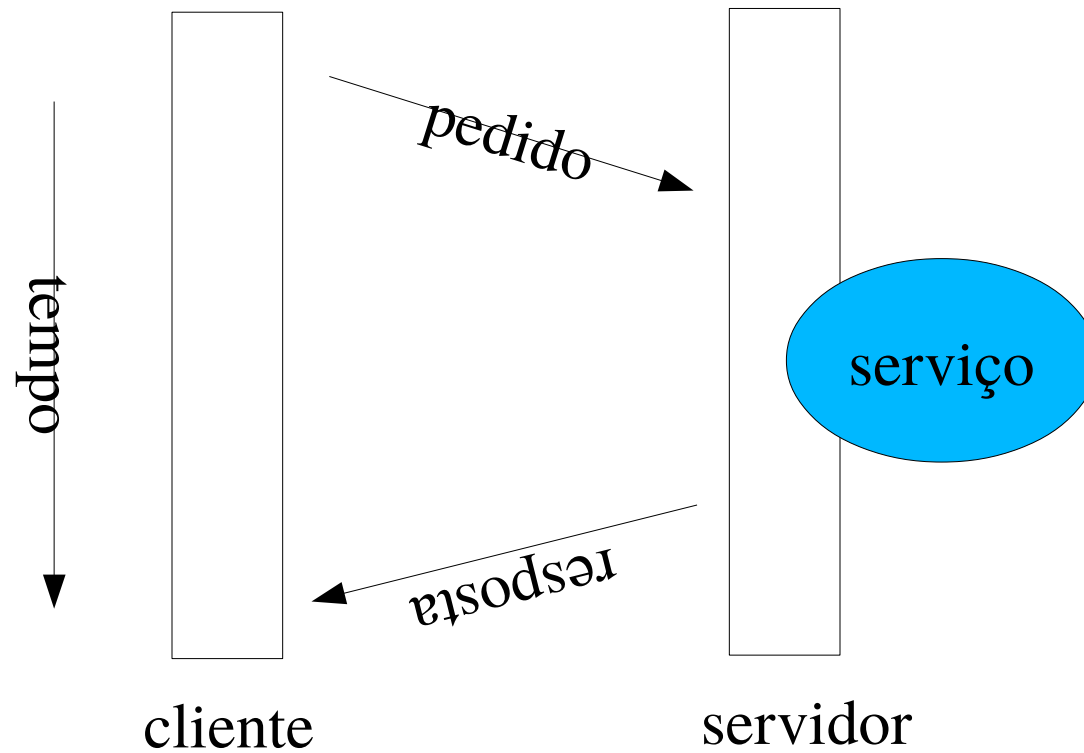 pedido
tempo
serviço
resposta
cliente
servidor